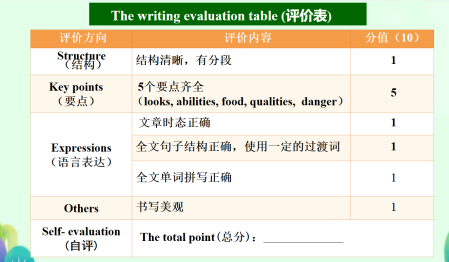 The writing evaluation table (评价表)
评价方向 评价内容 分值（10）
Structure
（结构）
结构清晰，有分段 1
Key points
（要点）
5个要点齐全
（looks, abilities, food, qualities, danger）
5
Expressions
（语言表达）
文章时态正确 1
全文句子结构正确，使用一定的过渡词 1
全文单词拼写正确 1
Others 书写美观 1
Self- evaluation
(自评)
The total point(总分)：______________